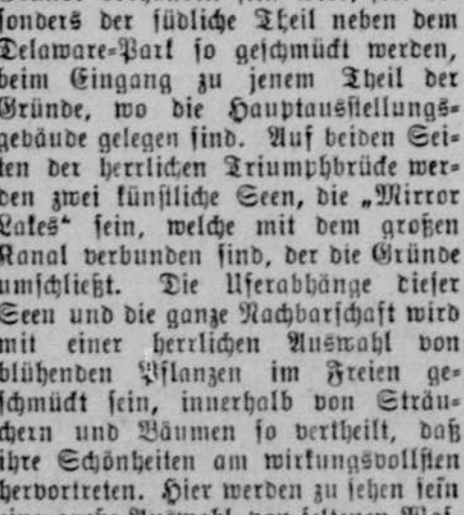 sonders der südliche Theil neben dem
Delaware-Park so geschmückt werden,
beim Eingang zu jenem Theil der
Gründe, wo die Hauptausstellungs-
gebäude gelegen sind. Auf beiden Sei-
ten der herrlichen Triumphbrücke wer-
den zwei künstliche Seen, die „Mirror
Lakes“ sein, welche mit dem großen
Kanal verbunden sind, der die Gründe
umschließt. Die Uferabhänge dieser
Seen und die ganze Nachbarschaft wird
mit einer herrlichen Auswahl von
blühenden Pflanzen im Freien ge-
schmückt sein, innerhalb von Sträu-
chern und Bäumen so vertheilt, daß
ihre Schönheiten am wirkungsvollsten
hervortreten. Hier werden zu sehen sein